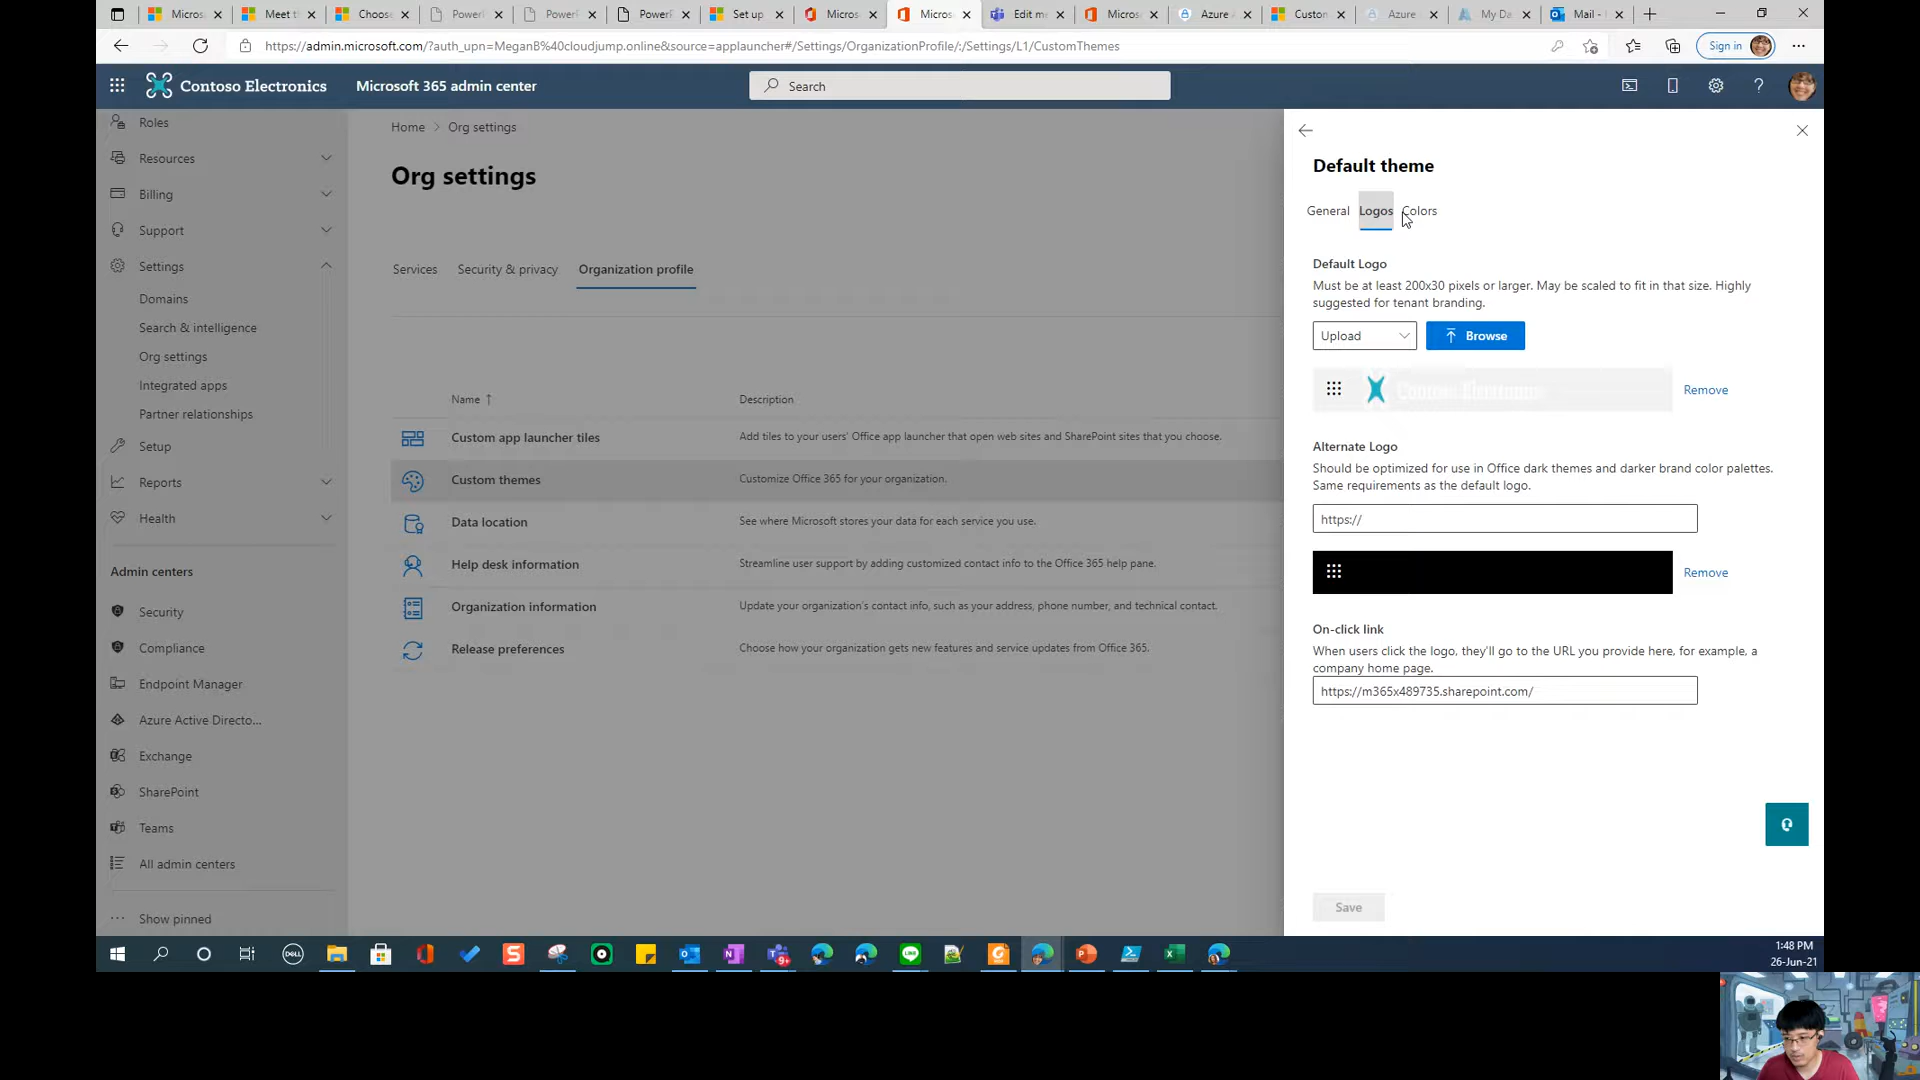 Micros
Meet th
Choos
PowerA
PowerF
PowerF
Set up
Micros
Micros
Edit me
Micros
Azure A
Custom
Azure
My Da
Mail -
https://admin.microsoft.com/?auth_upn=MeganB%40cloudjump.online&source=applauncher#/Settings/OrganizationProfile/:/Settings/L1/CustomThemes
Sign in
Contoso Electronics
Microsoft 365 admin center
Search
Roles
Resources
Billing
Support
Settings
Domains
Search & intelligence
Org settings
Integrated apps
Partner relationships
Setup
Reports
Health
Admin centers
Security
Compliance
Endpoint Manager
Azure Active Directo...
Exchange
SharePoint
Teams
All admin centers
Show pinned
Home > Org settings
Org settings
Services Security & privacy Organization profile
Name ↑ Description
Custom app launcher tiles Add tiles to your users' Office app launcher that open web sites and SharePoint sites that you choose.
Custom themes Customize Office 365 for your organization.
Data location See where Microsoft stores your data for each service you use.
Help desk information Streamline user support by adding customized contact info to the Office 365 help pane.
Organization information Update your organization's contact info, such as your address, phone number, and technical contact.
Release preferences Choose how your organization gets new features and service updates from Office 365.
Default theme
General Logos Colors
Default Logo
Must be at least 200x30 pixels or larger. May be scaled to fit in that size. Highly
suggested for tenant branding.
Upload Browse
Contoso Electronics Remove
Alternate Logo
Should be optimized for use in Office dark themes and darker brand color palettes.
Same requirements as the default logo.
https://
Remove
On-click link
When users click the logo, they'll go to the URL you provide here, for example, a
company home page.
https://m365x489735.sharepoint.com/
Save
DELL
9+
1:48 PM
26-Jun-21